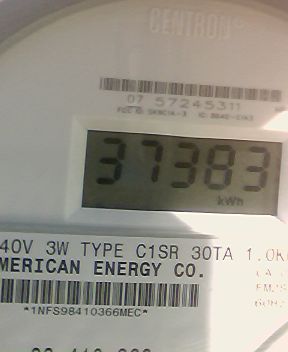 CENTRON®
07 57245311
37383
kWh
40V 3W TYPE C1SR 30TA 1.0K
MERICAN ENERGY CO.
*1NFS98410366MEC*